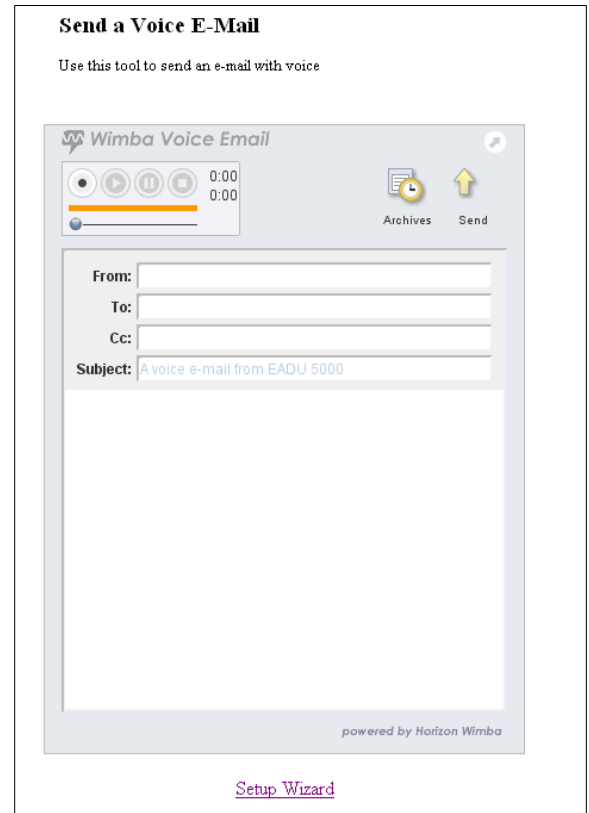 Send a Voice E-Mail
Use this tool to send an e-mail with voice
Wimba Voice Email
0:00
0:00
Archives Send
From:
To:
Cc:
Subject: A voice e-mail from EADU 5000
powered by Horizon Wimba
Setup Wizard